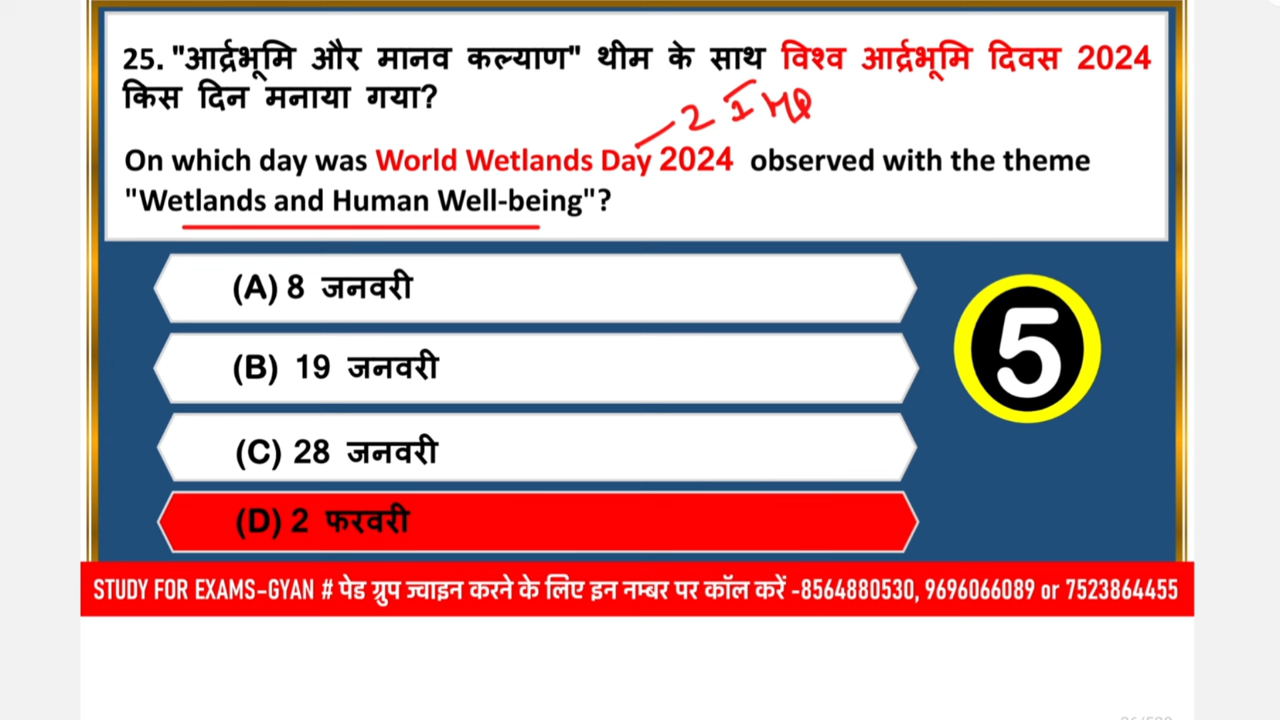 25. "आर्द्रभूमि और मानव कल्याण" थीम के साथ विश्व आर्द्रभूमि दिवस 2024
किस दिन मनाया गया?
2 IMQ
On which day was World Wetlands Day 2024 observed with the theme
"Wetlands and Human Well-being"?
(A) 8 जनवरी
5
(B) 19 जनवरी
(C) 28 जनवरी
(D) 2 फरवरी
STUDY FOR EXAMS-GYAN # पेड ग्रुप ज्वाइन करने के लिए इन नम्बर पर कॉल करें -8564880530, 9696066089 or 7523864455